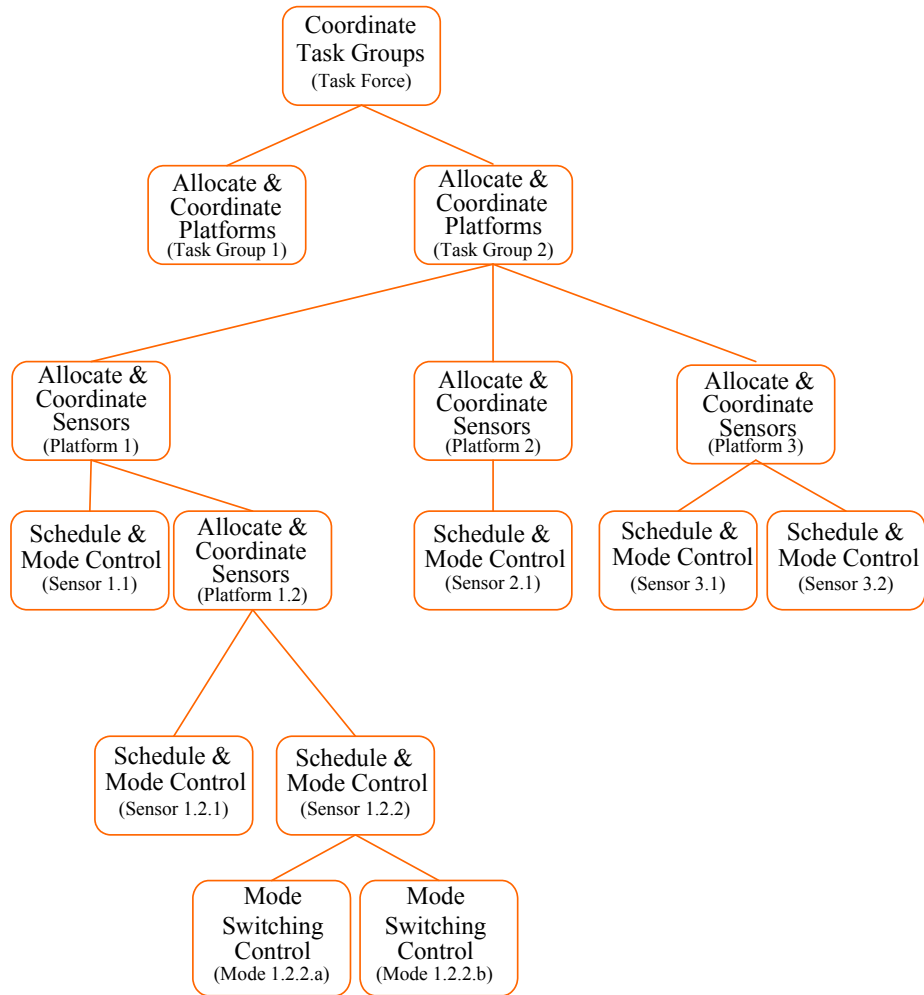 Coordinate
Task Groups
(Task Force)
Allocate &
Coordinate
Platforms
(Task Group 1)
Allocate &
Coordinate
Platforms
(Task Group 2)
Allocate &
Coordinate
Sensors
(Platform 1)
Allocate &
Coordinate
Sensors
(Platform 2)
Allocate &
Coordinate
Sensors
(Platform 3)
Schedule &
Mode Control
(Sensor 1.1)
Allocate &
Coordinate
Sensors
(Platform 1.2)
Schedule &
Mode Control
(Sensor 2.1)
Schedule &
Mode Control
(Sensor 3.1)
Schedule &
Mode Control
(Sensor 3.2)
Schedule &
Mode Control
(Sensor 1.2.1)
Schedule &
Mode Control
(Sensor 1.2.2)
Mode
Switching
Control
(Mode 1.2.2.a)
Mode
Switching
Control
(Mode 1.2.2.b)